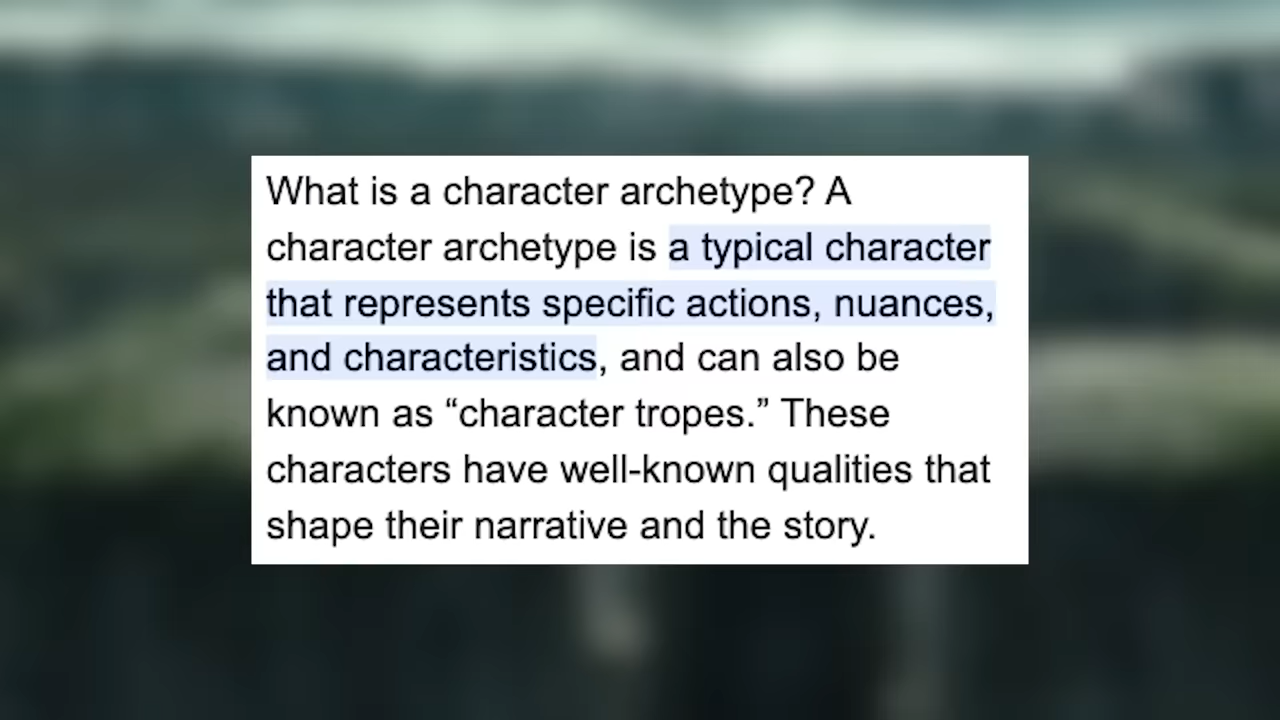 What is a character archetype? A
character archetype is a typical character
that represents specific actions, nuances,
and characteristics, and can also be
known as “character tropes.” These
characters have well-known qualities that
shape their narrative and the story.